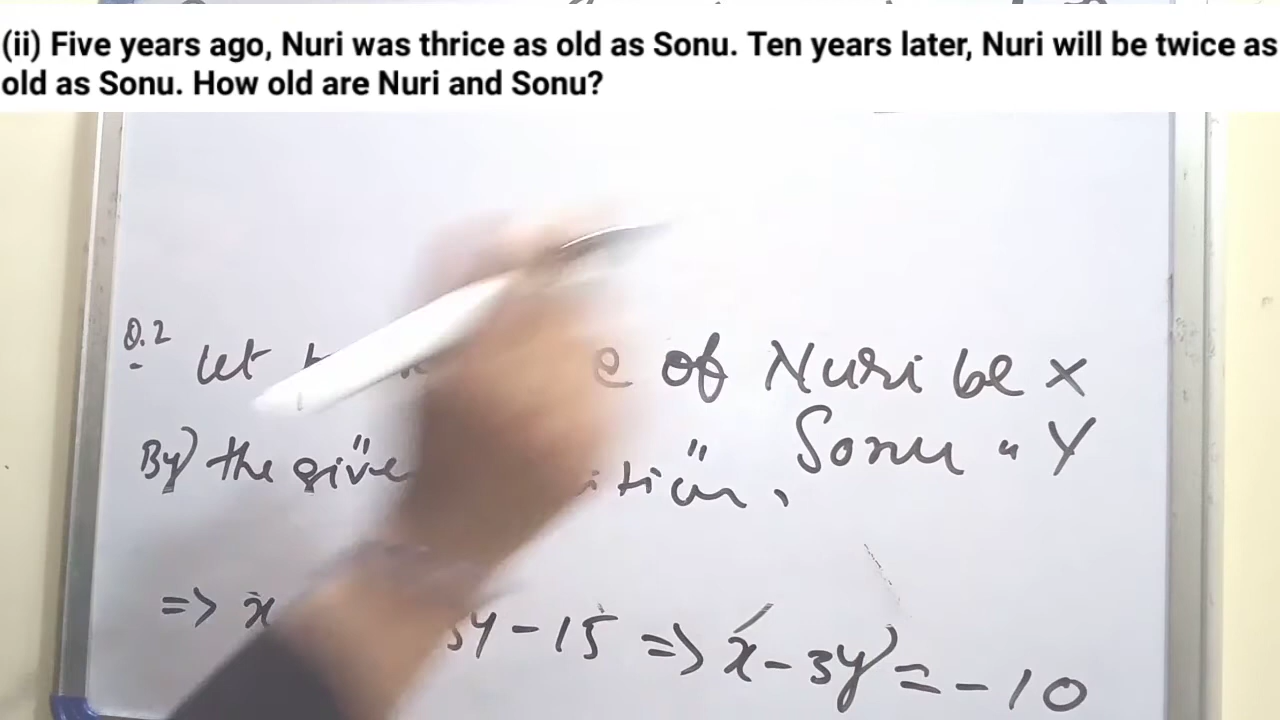 (ii) Five years ago, Nuri was thrice as old as Sonu. Ten years later, Nuri will be twice as
old as Sonu. How old are Nuri and Sonu?
Q.2 Let of Nuri be x
" " Sonu " y
By the given
=> x 3y - 15 => x - 3y = -10